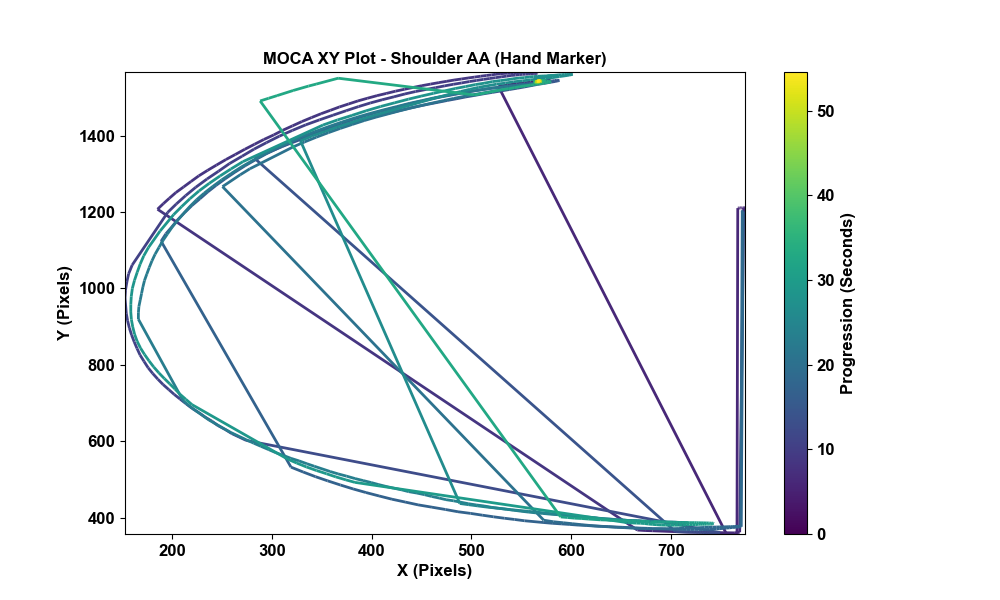 MOCA XY Plot - Shoulder AA (Hand Marker)
1400
1200
1000
800
600
400
Y (Pixels)
200 300 400 500 600 700
X (Pixels)
50
40
30
20
10
0
Progression (Seconds)